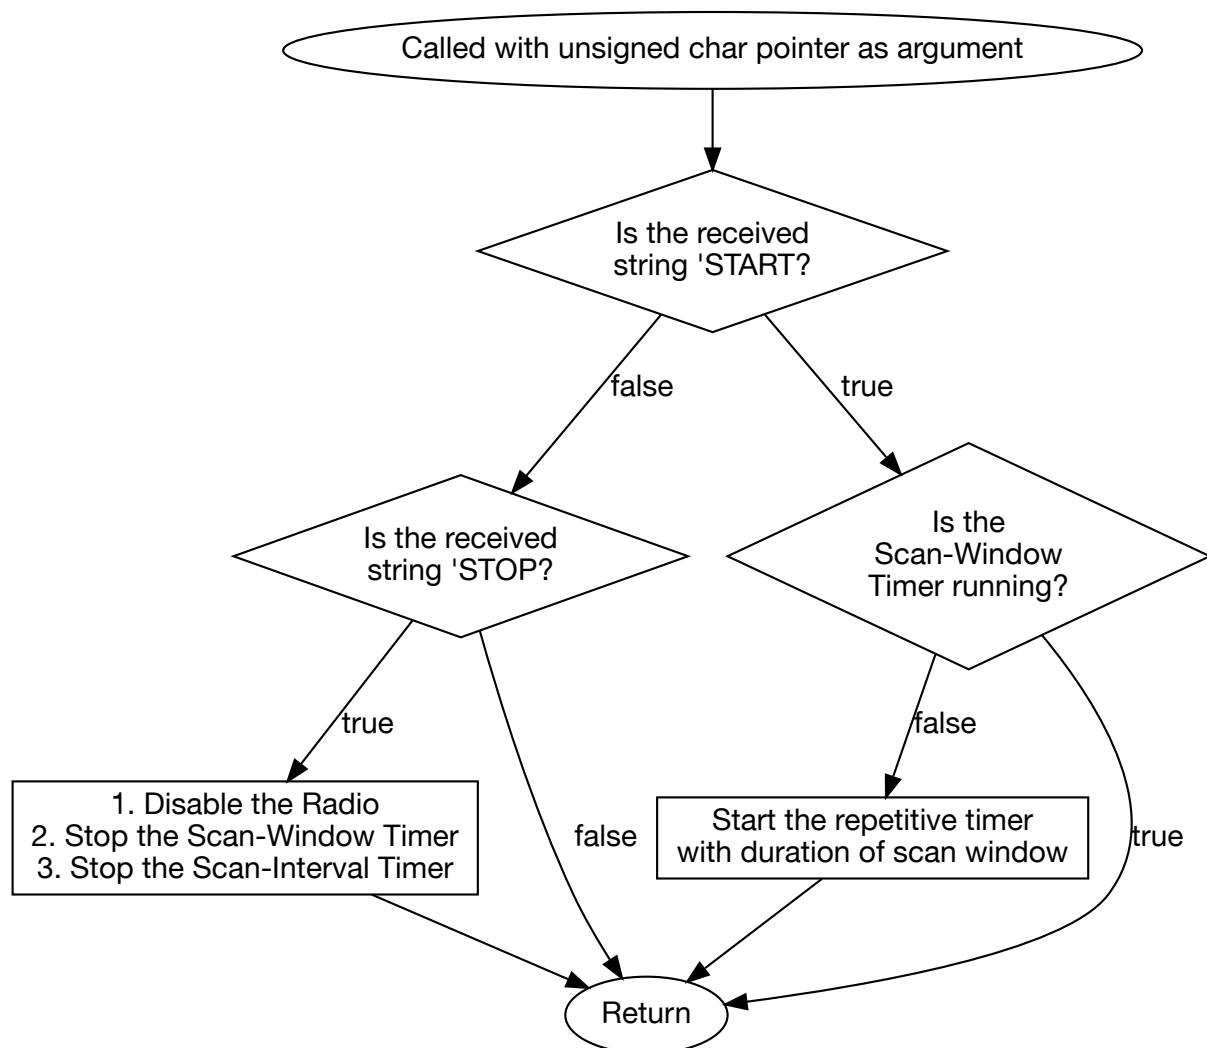 Called with unsigned char pointer as argument
Is the received
string 'START?
false
true
Is the received
string 'STOP?
Is the
Scan-Window
Timer running?
true
false
1. Disable the Radio
2. Stop the Scan-Window Timer
3. Stop the Scan-Interval Timer
false
Start the repetitive timer
with duration of scan window
true
Return